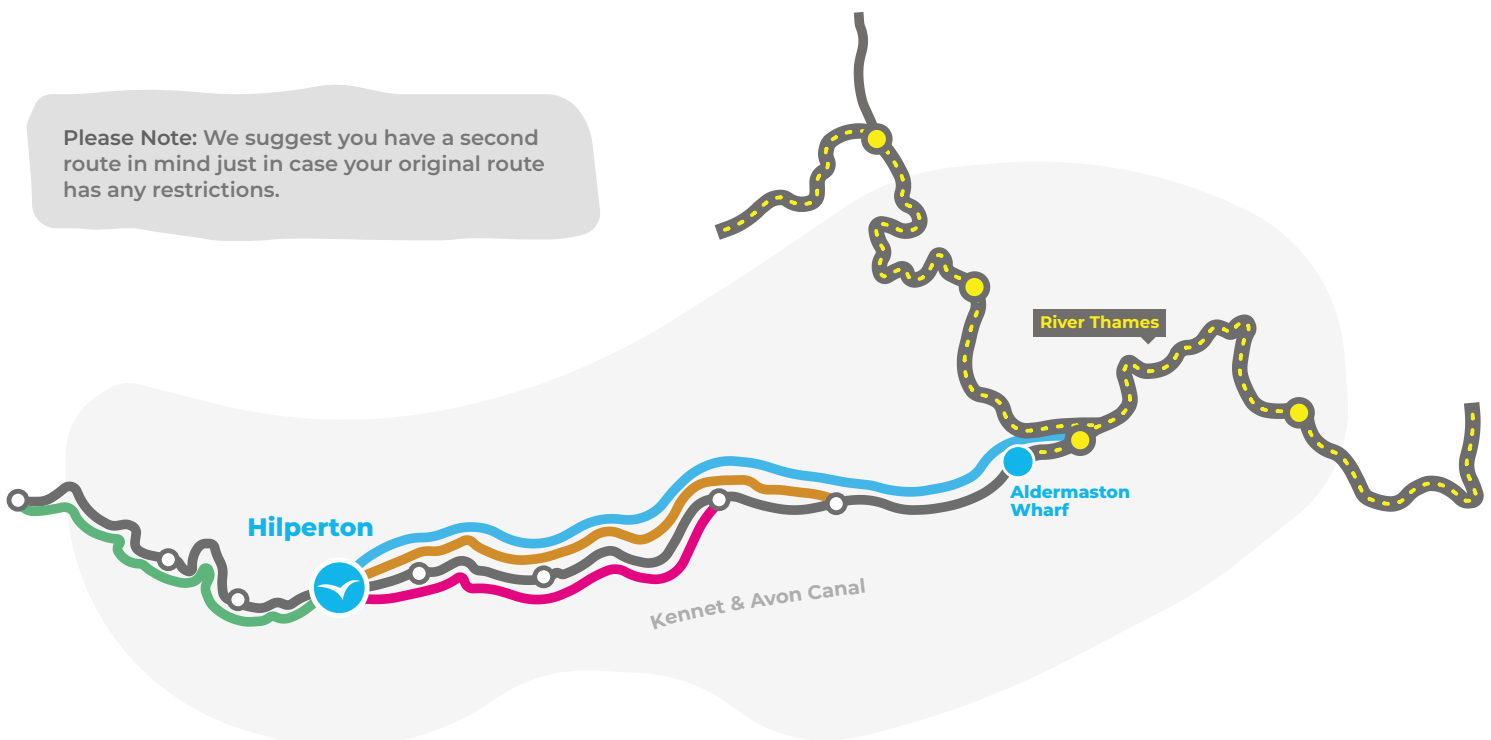 Please Note: We suggest you have a second
route in mind just in case your original route
has any restrictions.
River Thames
Aldermaston
Wharf
Hilperton
Kennet & Avon Canal